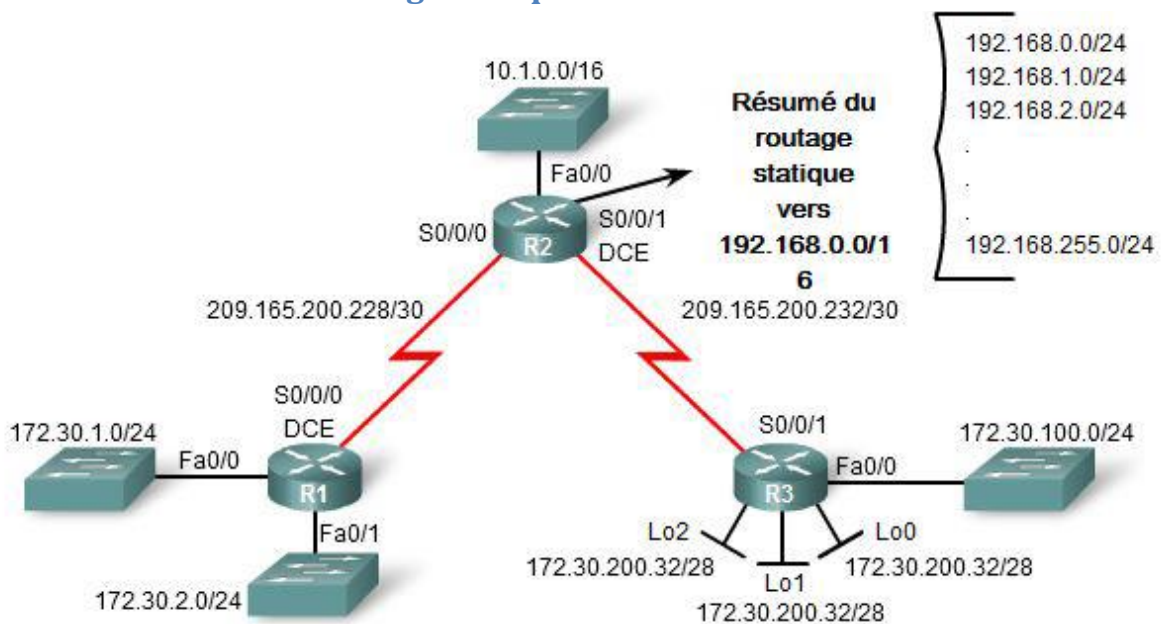 10.1.0.0/16
Fa0/0
S0/0/0
R2
S0/0/1
DCE
Résumé du
routage
statique
vers
192.168.0.0/1
6
192.168.0.0/24
192.168.1.0/24
192.168.2.0/24
.
.
.
192.168.255.0/24
209.165.200.228/30
209.165.200.232/30
172.30.1.0/24
Fa0/0
S0/0/0
DCE
R1
Fa0/1
172.30.2.0/24
S0/0/1
R3
Fa0/0
172.30.100.0/24
Lo2
172.30.200.32/28
Lo1
172.30.200.32/28
Lo0
172.30.200.32/28